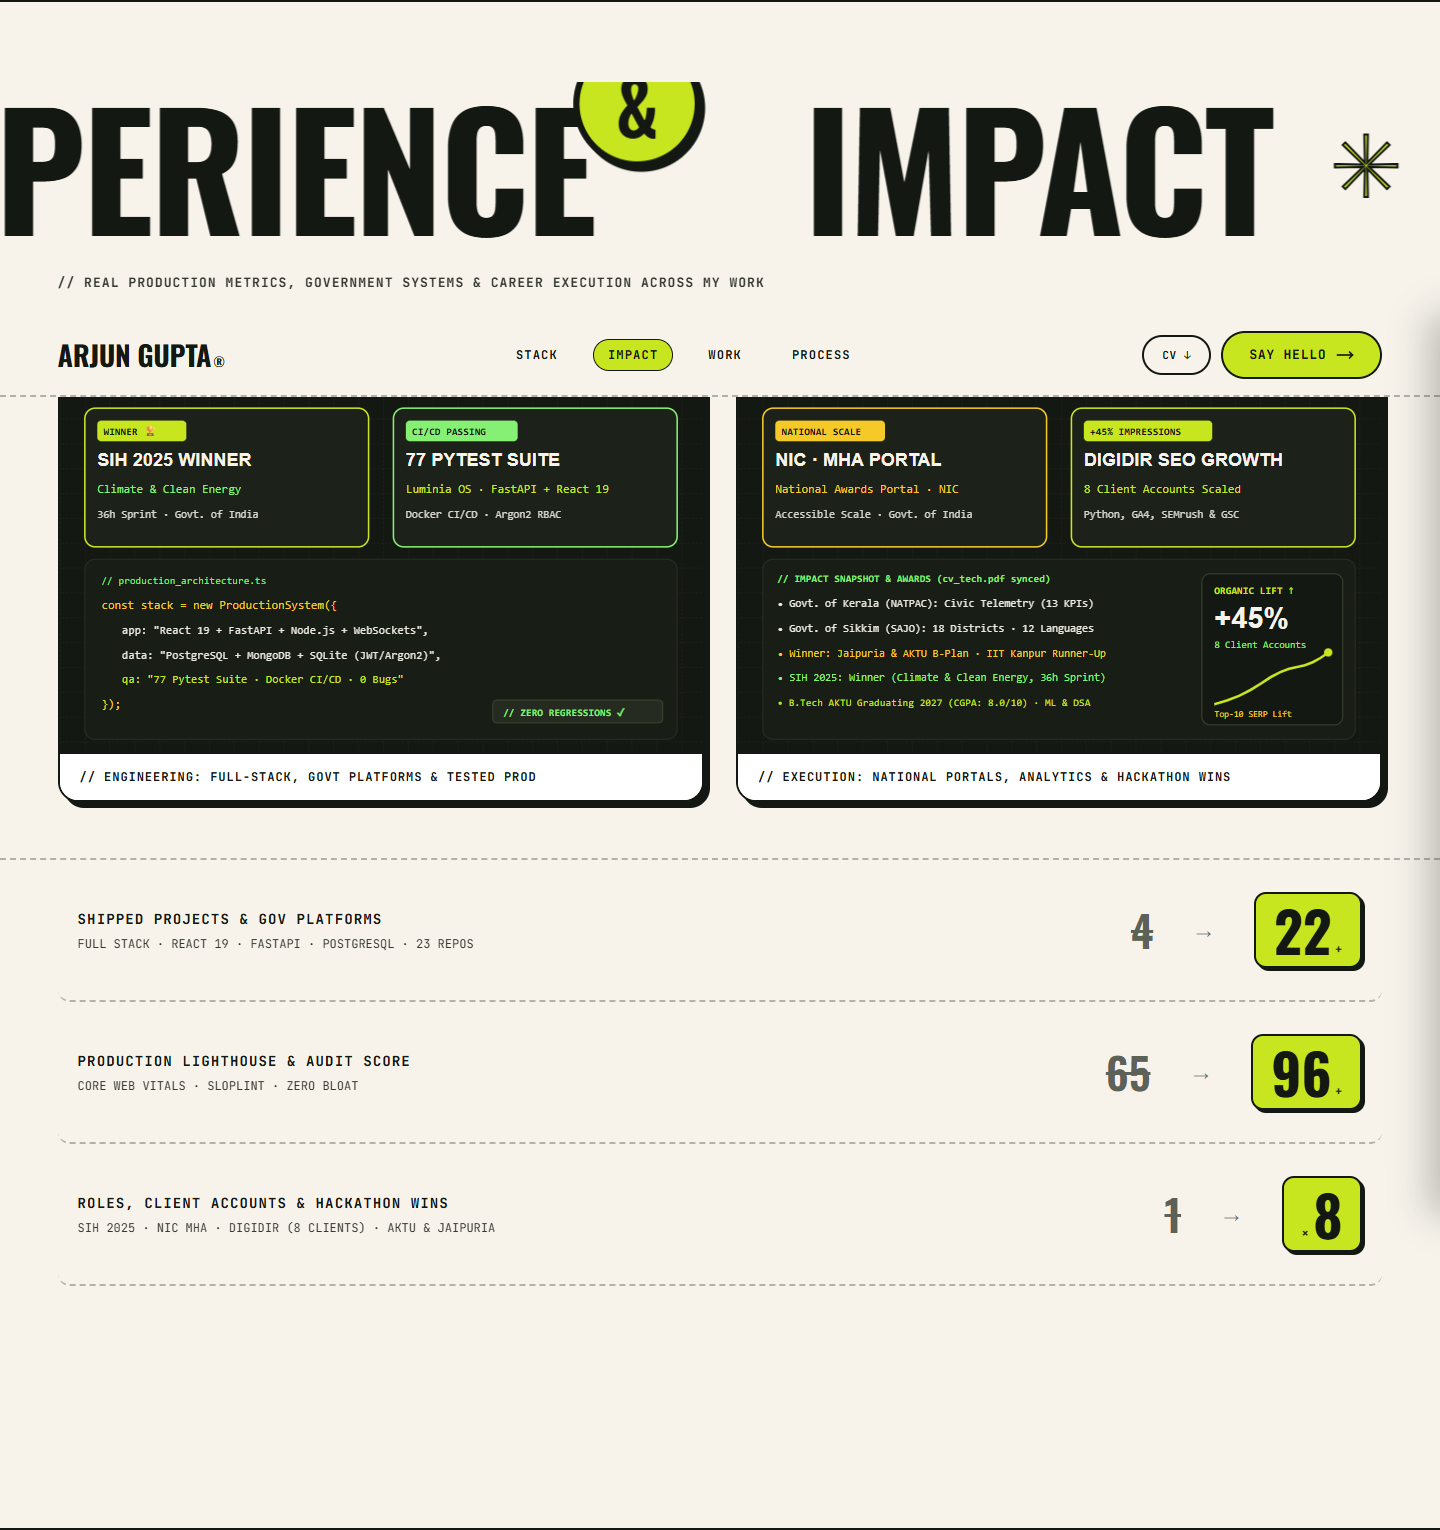 PERIENCE & IMPACT
// REAL PRODUCTION METRICS, GOVERNMENT SYSTEMS & CAREER EXECUTION ACROSS MY WORK
ARJUN GUPTA®
STACK IMPACT WORK PROCESS
CV ↓
SAY HELLO →
WINNER 🏆
SIH 2025 WINNER
Climate & Clean Energy
36h Sprint · Govt. of India
CI/CD PASSING
77 PYTEST SUITE
Luminia OS · FastAPI + React 19
Docker CI/CD · Argon2 RBAC
// production_architecture.ts
const stack = new ProductionSystem({
app: "React 19 + FastAPI + Node.js + WebSockets",
data: "PostgreSQL + MongoDB + SQLite (JWT/Argon2)",
qa: "77 Pytest Suite · Docker CI/CD · 0 Bugs"
});
// ZERO REGRESSIONS ✓
// ENGINEERING: FULL-STACK, GOVT PLATFORMS & TESTED PROD
NATIONAL SCALE
NIC · MHA PORTAL
National Awards Portal · NIC
Accessible Scale · Govt. of India
+45% IMPRESSIONS
DIGIDIR SEO GROWTH
8 Client Accounts Scaled
Python, GA4, SEMrush & GSC
// IMPACT SNAPSHOT & AWARDS (cv_tech.pdf synced)
• Govt. of Kerala (NATPAC): Civic Telemetry (13 KPIs)
• Govt. of Sikkim (SAJO): 18 Districts · 12 Languages
• Winner: Jaipuria & AKTU B-Plan · IIT Kanpur Runner-Up
• SIH 2025: Winner (Climate & Clean Energy, 36h Sprint)
• B.Tech AKTU Graduating 2027 (CGPA: 8.0/10) · ML & DSA
ORGANIC LIFT ↑
+45%
8 Client Accounts
Top-10 SERP Lift
// EXECUTION: NATIONAL PORTALS, ANALYTICS & HACKATHON WINS
SHIPPED PROJECTS & GOV PLATFORMS
FULL STACK · REACT 19 · FASTAPI · POSTGRESQL · 23 REPOS
4 → 22+
PRODUCTION LIGHTHOUSE & AUDIT SCORE
CORE WEB VITALS · SLOPLINT · ZERO BLOAT
65 → 96+
ROLES, CLIENT ACCOUNTS & HACKATHON WINS
SIH 2025 · NIC MHA · DIGIDIR (8 CLIENTS) · AKTU & JAIPURIA
1 → ×8